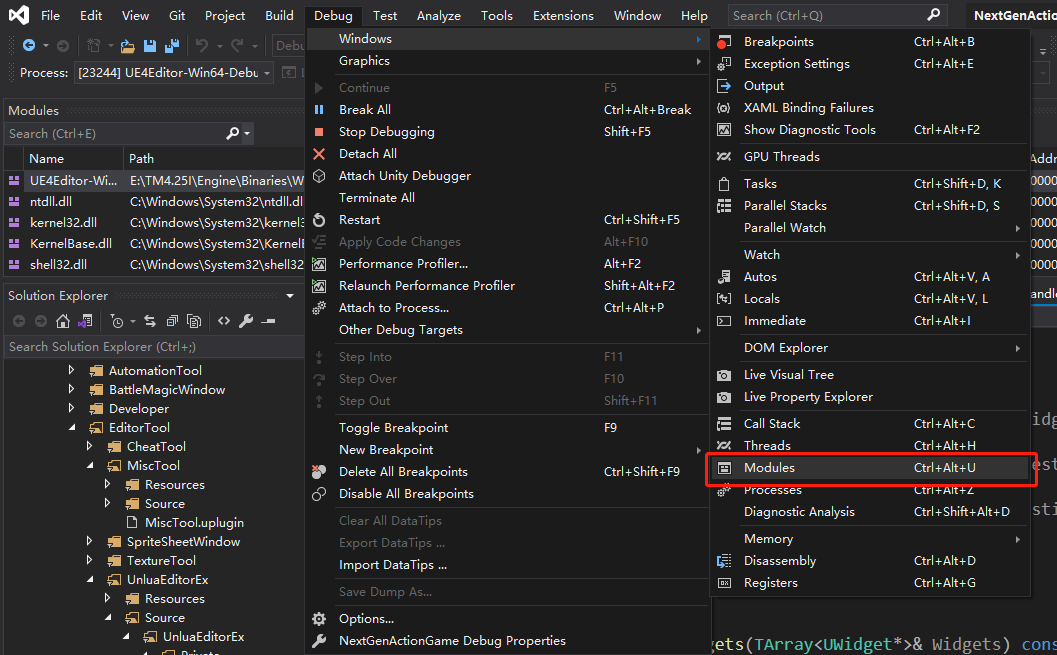 File Edit View Git Project Build Debug Test Analyze Tools Extensions Window Help Search (Ctrl+Q) NextGenActio
Debu
Process: [23244] UE4Editor-Win64-Debu
Modules
Search (Ctrl+E)
Name Path
UE4Editor-Wi... E:\TM4.25I\Engine\Binaries\W
ntdll.dll C:\Windows\System32\ntdll.dl
kernel32.dll C:\Windows\System32\kernel3
KernelBase.dll C:\Windows\System32\KernelE
shell32.dll C:\Windows\System32\shell32
Solution Explorer
Search Solution Explorer (Ctrl+;)
AutomationTool
BattleMagicWindow
Developer
EditorTool
CheatTool
MiscTool
Resources
Source
MiscTool.uplugin
SpriteSheetWindow
TextureTool
UnluaEditorEx
Resources
Source
UnluaEditorEx
Private
Windows
Graphics
Continue F5
Break All Ctrl+Alt+Break
Stop Debugging Shift+F5
Detach All
Attach Unity Debugger
Terminate All
Restart Ctrl+Shift+F5
Apply Code Changes Alt+F10
Performance Profiler... Alt+F2
Relaunch Performance Profiler Shift+Alt+F2
Attach to Process... Ctrl+Alt+P
Other Debug Targets
Step Into F11
Step Over F10
Step Out Shift+F11
Toggle Breakpoint F9
New Breakpoint
Delete All Breakpoints Ctrl+Shift+F9
Disable All Breakpoints
Clear All DataTips
Export DataTips ...
Import DataTips ...
Save Dump As...
Options...
NextGenActionGame Debug Properties
Breakpoints Ctrl+Alt+B
Exception Settings Ctrl+Alt+E
Output
XAML Binding Failures
Show Diagnostic Tools Ctrl+Alt+F2
GPU Threads
Tasks Ctrl+Shift+D, K
Parallel Stacks Ctrl+Shift+D, S
Parallel Watch
Watch
Autos Ctrl+Alt+V, A
Locals Ctrl+Alt+V, L
Immediate Ctrl+Alt+I
DOM Explorer
Live Visual Tree
Live Property Explorer
Call Stack Ctrl+Alt+C
Threads Ctrl+Alt+H
Modules Ctrl+Alt+U
Processes Ctrl+Alt+Z
Diagnostic Analysis Ctrl+Shift+Alt+D
Memory
Disassembly Ctrl+Alt+D
Registers Ctrl+Alt+G
Addr
0000
0000
0000
0000
0000
andle
idg
est
sti
gets(TArray<UWidget*>& Widgets) cons